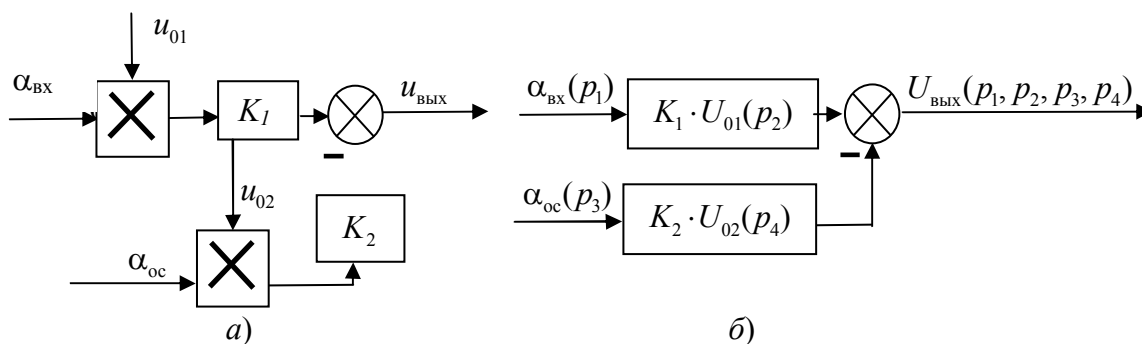 u₀₁
α_вх
K₁
u_вых
u₀₂
α_ос
K₂
а)
α_вх(p₁)
K₁ · U₀₁(p₂)
U_вых(p₁, p₂, p₃, p₄)
α_ос(p₃)
K₂ · U₀₂(p₄)
б)